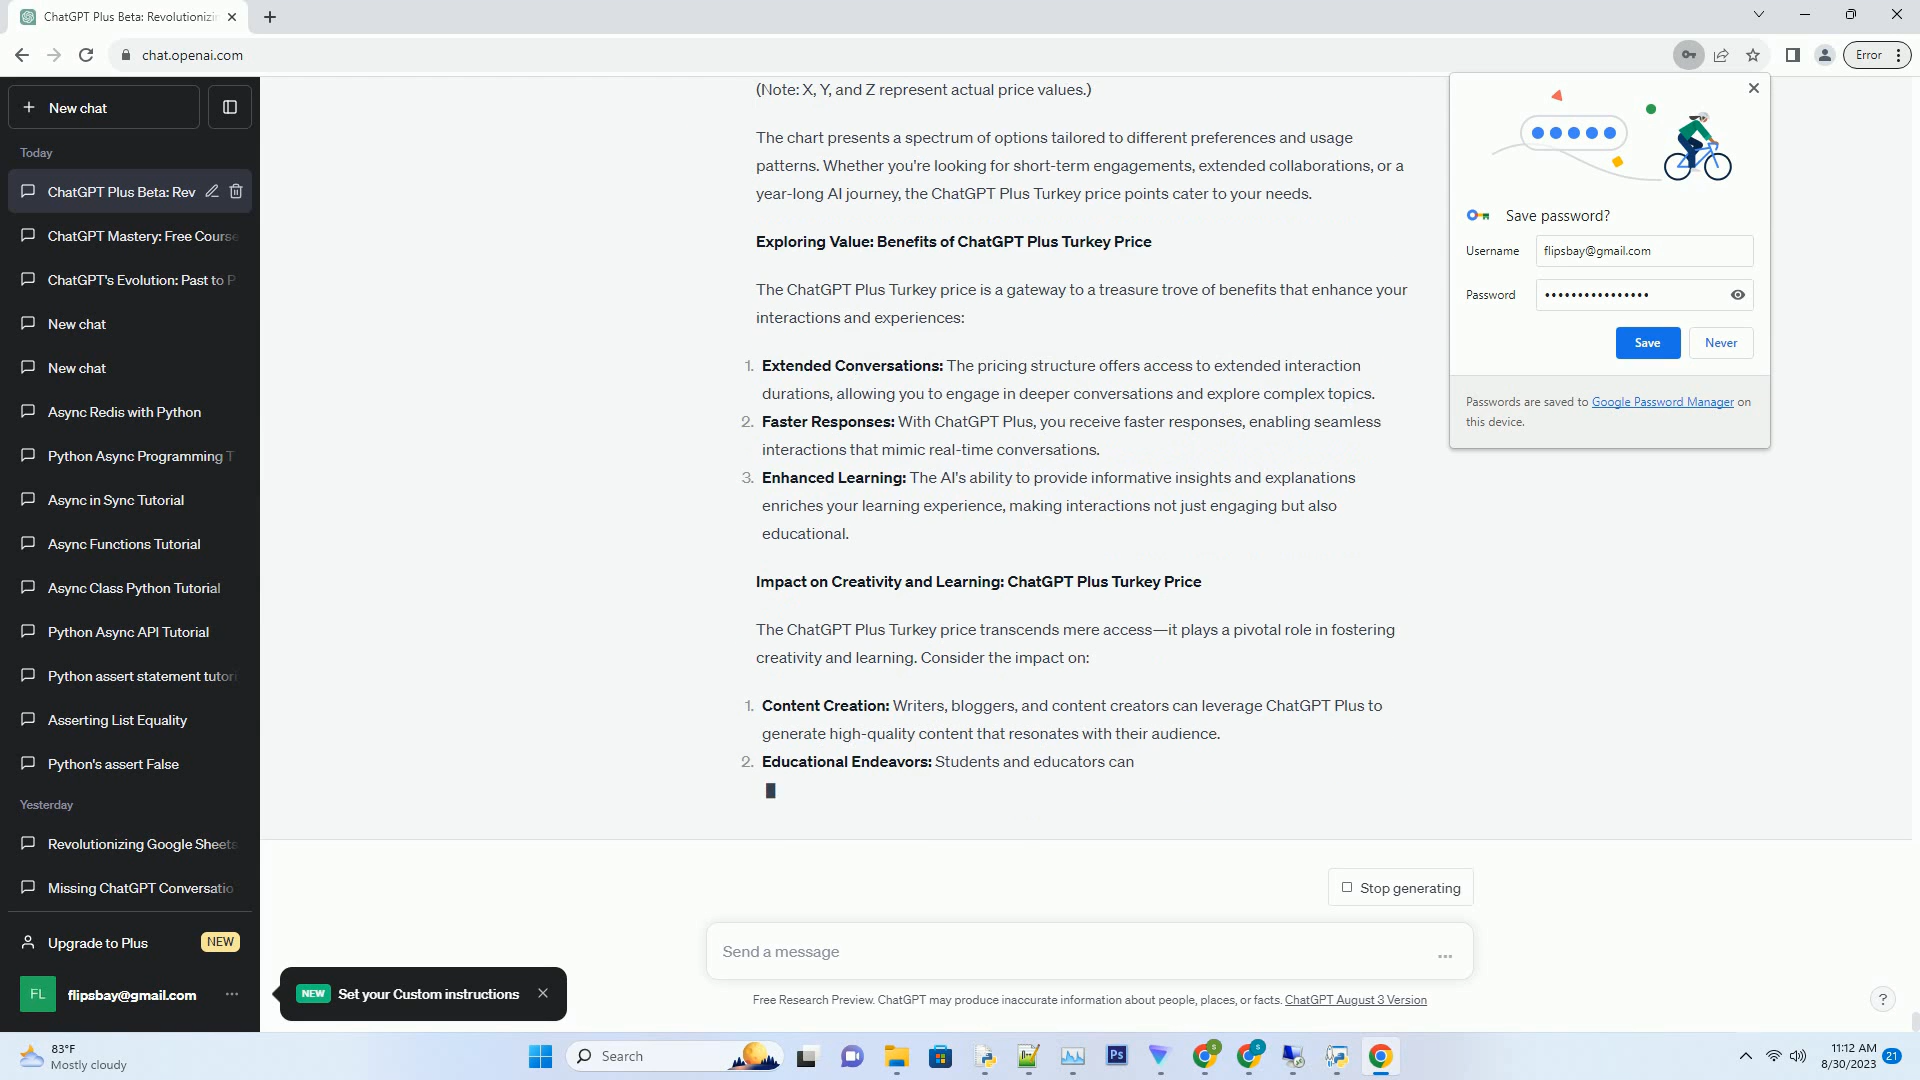 ChatGPT Plus Beta: Revolutionizi
chat.openai.com
Error
New chat
Today
ChatGPT Plus Beta: Rev
ChatGPT Mastery: Free Course
ChatGPT's Evolution: Past to P
New chat
New chat
Async Redis with Python
Python Async Programming T
Async in Sync Tutorial
Async Functions Tutorial
Async Class Python Tutorial
Python Async API Tutorial
Python assert statement tutori
Asserting List Equality
Python's assert False
Yesterday
Revolutionizing Google Sheets
Missing ChatGPT Conversatio
Upgrade to Plus NEW
FL flipsbay@gmail.com
(Note: X, Y, and Z represent actual price values.)
The chart presents a spectrum of options tailored to different preferences and usage
patterns. Whether you're looking for short-term engagements, extended collaborations, or a
year-long AI journey, the ChatGPT Plus Turkey price points cater to your needs.
Exploring Value: Benefits of ChatGPT Plus Turkey Price
The ChatGPT Plus Turkey price is a gateway to a treasure trove of benefits that enhance your
interactions and experiences:
1. Extended Conversations: The pricing structure offers access to extended interaction
durations, allowing you to engage in deeper conversations and explore complex topics.
2. Faster Responses: With ChatGPT Plus, you receive faster responses, enabling seamless
interactions that mimic real-time conversations.
3. Enhanced Learning: The AI's ability to provide informative insights and explanations
enriches your learning experience, making interactions not just engaging but also
educational.
Impact on Creativity and Learning: ChatGPT Plus Turkey Price
The ChatGPT Plus Turkey price transcends mere access—it plays a pivotal role in fostering
creativity and learning. Consider the impact on:
1. Content Creation: Writers, bloggers, and content creators can leverage ChatGPT Plus to
generate high-quality content that resonates with their audience.
2. Educational Endeavors: Students and educators can
Stop generating
Send a message
Free Research Preview. ChatGPT may produce inaccurate information about people, places, or facts. ChatGPT August 3 Version
NEW Set your Custom instructions
?
Save password?
Username flipsbay@gmail.com
Password ••••••••••••••••
Save Never
Passwords are saved to Google Password Manager on
this device.
83°F
Mostly cloudy
Search
Ps
S
S
11:12 AM
8/30/2023
21